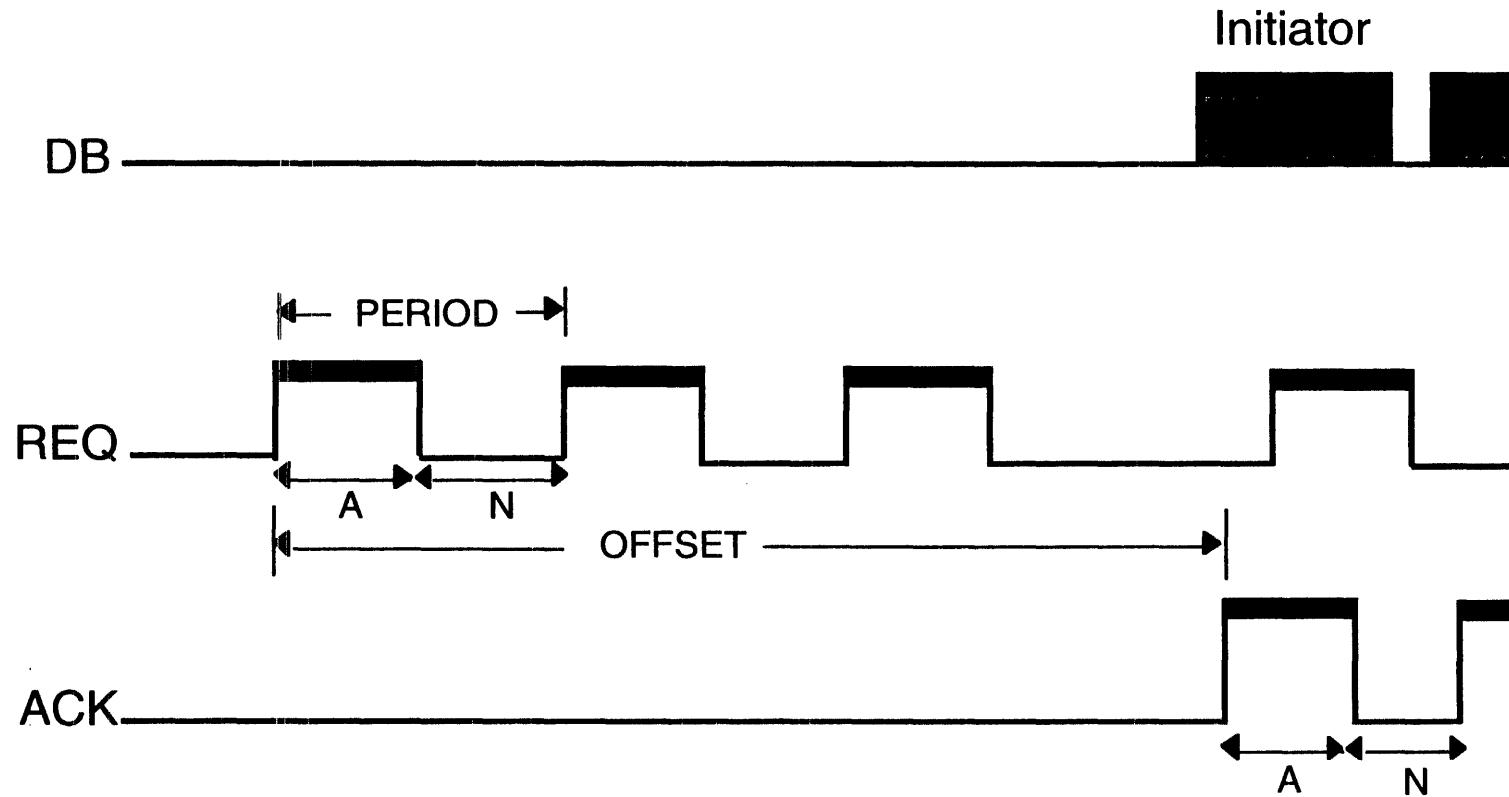 Initiator
DB
PERIOD
REQ
A N
OFFSET
ACK
A N